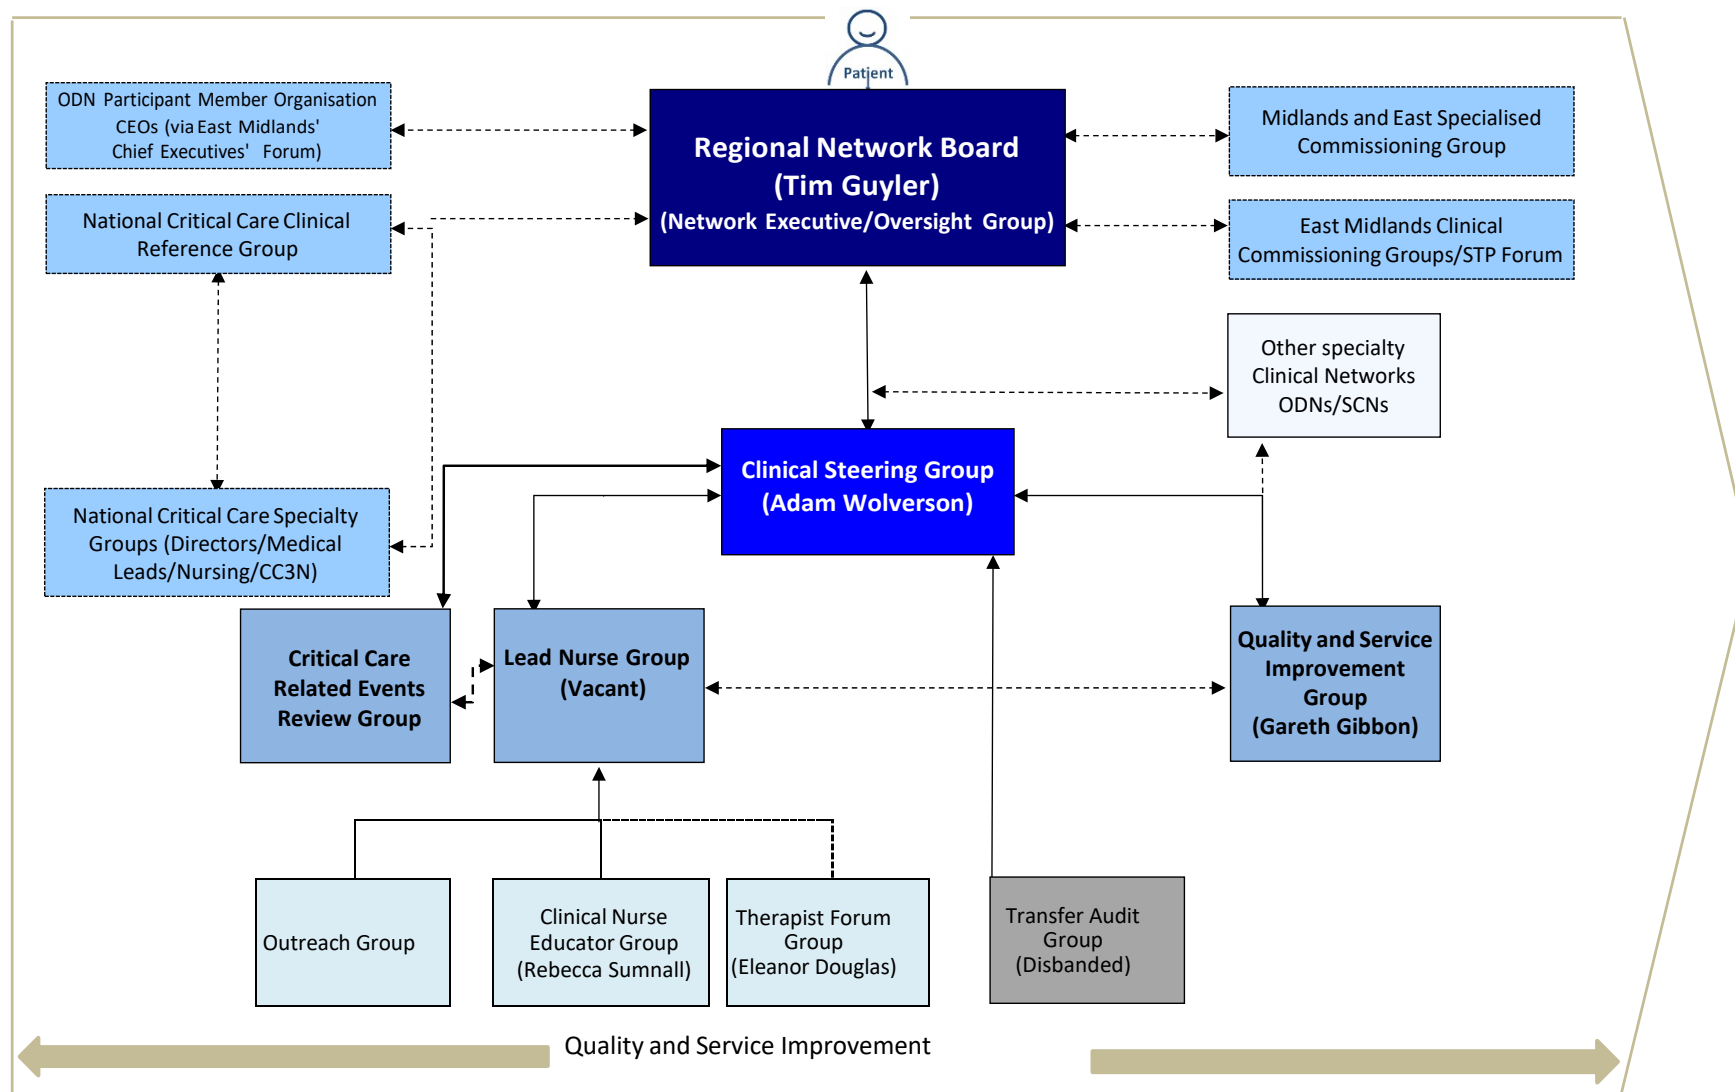 Patient
ODN Participant Member Organisation
CEOs (via East Midlands'
Chief Executives' Forum)
Regional Network Board
(Tim Guyler)
(Network Executive/Oversight Group)
Midlands and East Specialised
Commissioning Group
National Critical Care Clinical
Reference Group
East Midlands Clinical
Commissioning Groups/STP Forum
Other specialty
Clinical Networks
ODNs/SCNs
Clinical Steering Group
(Adam Wolverson)
National Critical Care Specialty
Groups (Directors/Medical
Leads/Nursing/CC3N)
Critical Care
Related Events
Review Group
Lead Nurse Group
(Vacant)
Quality and Service
Improvement
Group
(Gareth Gibbon)
Outreach Group
Clinical Nurse
Educator Group
(Rebecca Sumnall)
Therapist Forum
Group
(Eleanor Douglas)
Transfer Audit
Group
(Disbanded)
Quality and Service Improvement